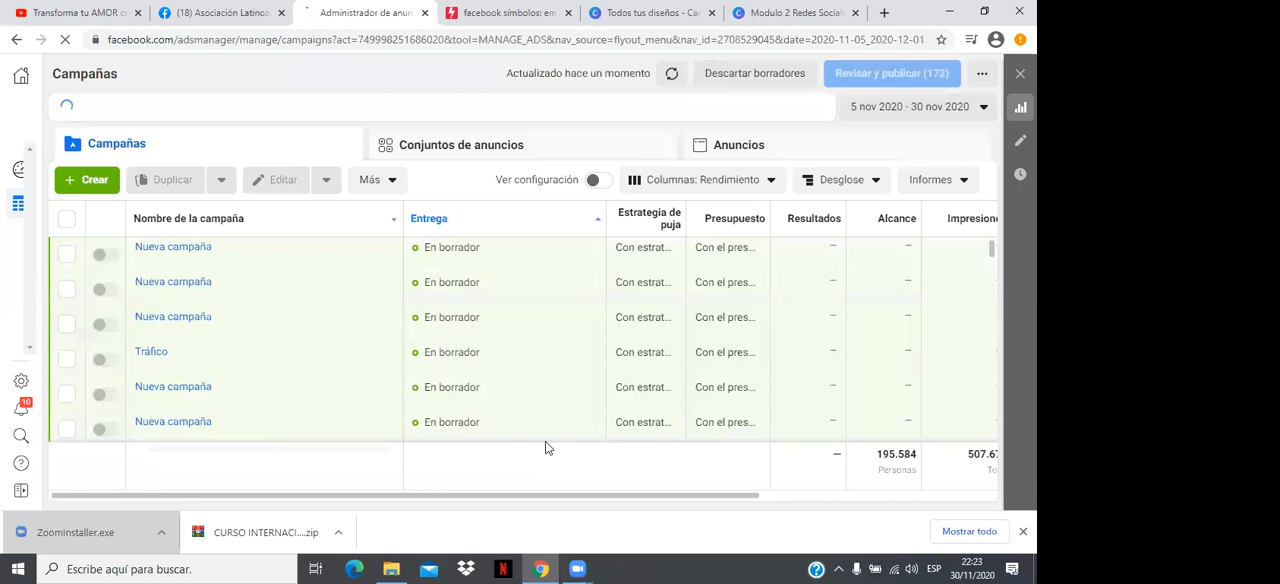 Transforma tu AMOR c
(18) Asociación Latinoa
Administrador de anun
facebook símbolos: em
Todos tus diseños - Ca
Modulo 2 Redes Sociale
facebook.com/adsmanager/manage/campaigns?act=749998251686020&tool=MANAGE_ADS&nav_source=flyout_menu&nav_id=2708529045&date=2020-11-05_2020-12-01
Campañas
Actualizado hace un momento
Descartar borradores
Revisar y publicar (173)
5 nov 2020 - 30 nov 2020
Campañas
Conjuntos de anuncios
Anuncios
+ Crear
Duplicar
Editar
Más
Ver configuración
Columnas: Rendimiento
Desglose
Informes
Nombre de la campaña
Entrega
Estrategia de
puja
Presupuesto
Resultados
Alcance
Impresione
Nueva campaña En borrador Con estrat... Con el pres... — —
Nueva campaña En borrador Con estrat... Con el pres... — —
Nueva campaña En borrador Con estrat... Con el pres... — —
Tráfico En borrador Con estrat... Con el pres... — —
Nueva campaña En borrador Con estrat... Con el pres... — —
Nueva campaña En borrador Con estrat... Con el pres... — —
— 195.584 507.67
Personas To
10
ZoomInstaller.exe
CURSO INTERNACI....zip
Mostrar todo
Escribe aquí para buscar.
ESP
22:23
30/11/2020